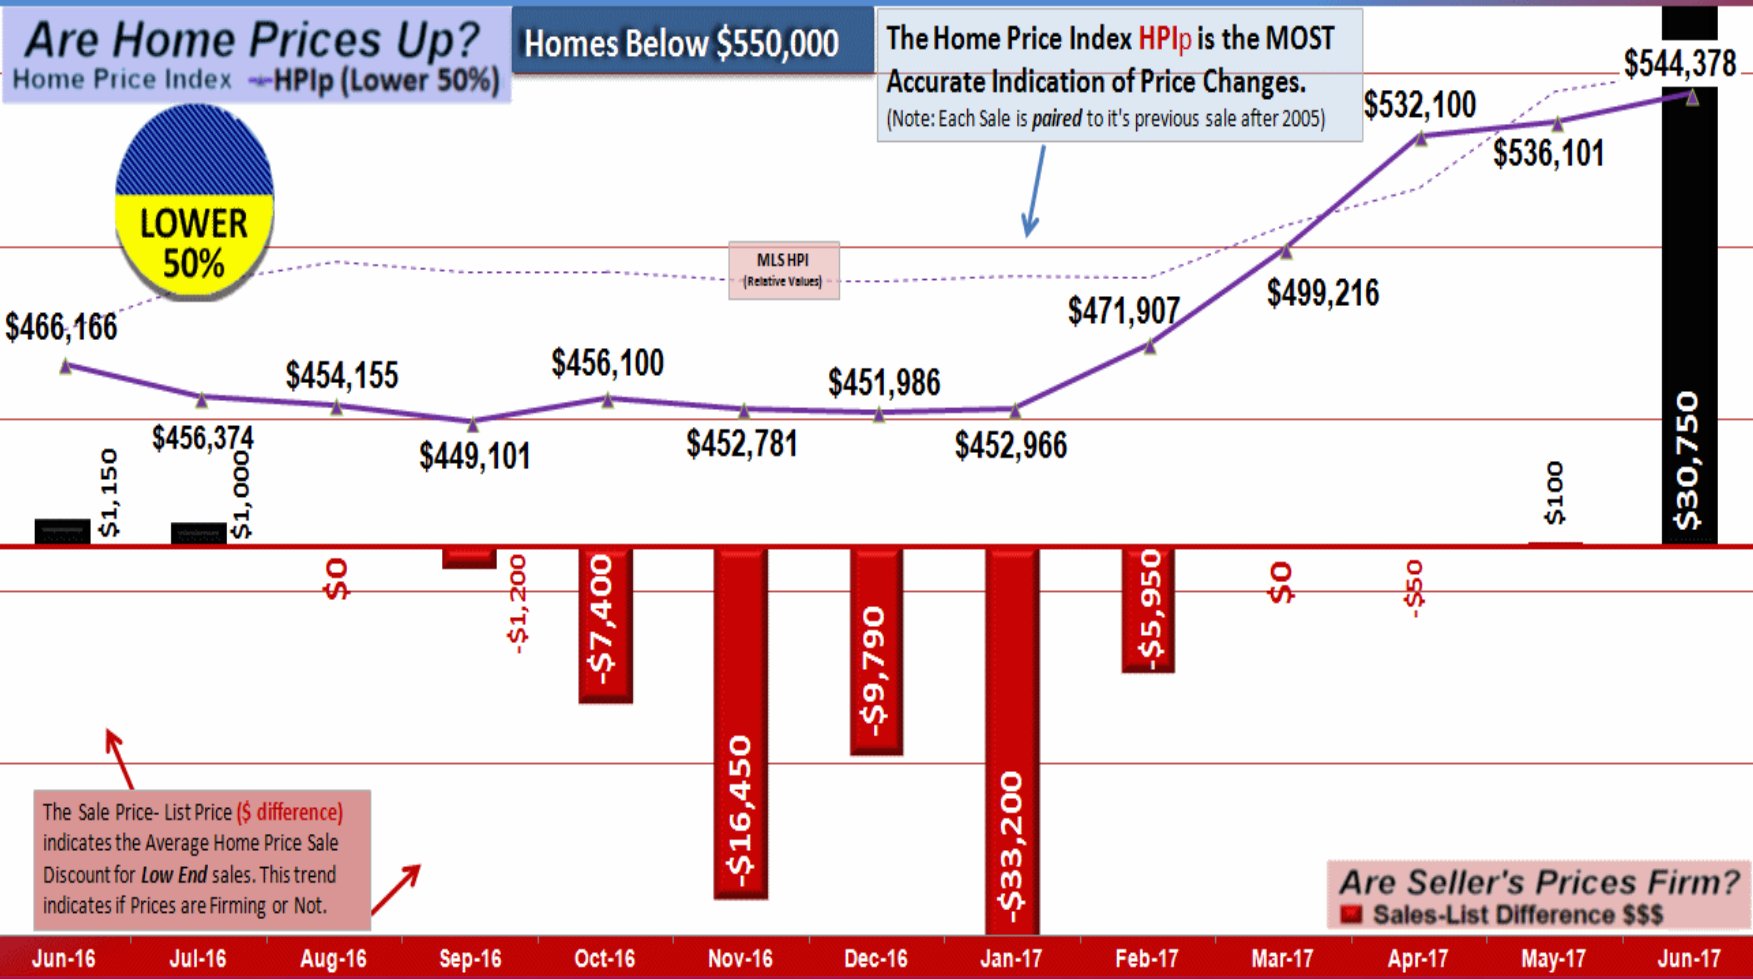 Are Home Prices Up?
Home Price Index HPIp (Lower 50%)
Homes Below $550,000
The Home Price Index HPIp is the MOST
Accurate Indication of Price Changes.
(Note: Each Sale is paired to it's previous sale after 2005)
LOWER
50%
MLS HPI
(Relative Values)
$466,166
$456,374
$454,155
$449,101
$456,100
$452,781
$451,986
$452,966
$471,907
$499,216
$532,100
$536,101
$544,378
$1,150
$1,000
$0
-$1,200
-$7,400
-$16,450
-$9,790
-$33,200
-$5,950
$0
-$50
$100
$30,750
The Sale Price- List Price ($ difference)
indicates the Average Home Price Sale
Discount for Low End sales. This trend
indicates if Prices are Firming or Not.
Are Seller's Prices Firm?
Sales-List Difference $$$
Jun-16 Jul-16 Aug-16 Sep-16 Oct-16 Nov-16 Dec-16 Jan-17 Feb-17 Mar-17 Apr-17 May-17 Jun-17